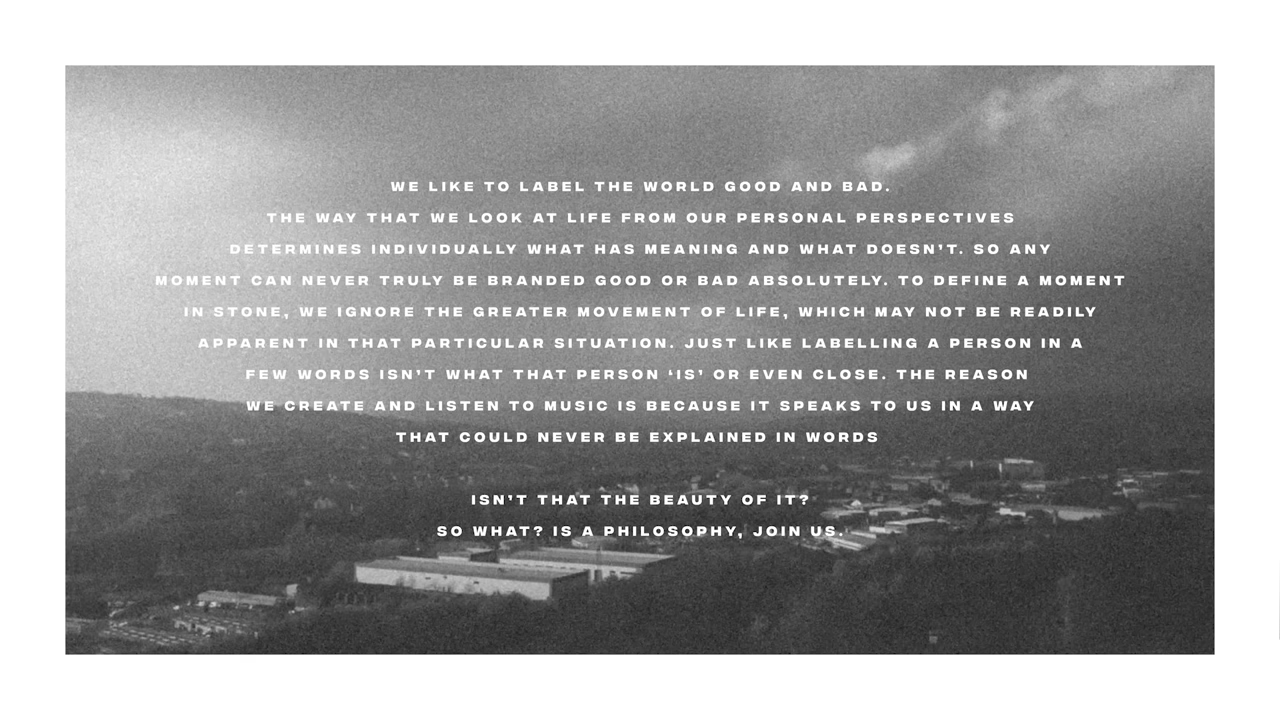 WE LIKE TO LABEL THE WORLD GOOD AND BAD.
THE WAY THAT WE LOOK AT LIFE FROM OUR PERSONAL PERSPECTIVES
DETERMINES INDIVIDUALLY WHAT HAS MEANING AND WHAT DOESN'T. SO ANY
MOMENT CAN NEVER TRULY BE BRANDED GOOD OR BAD ABSOLUTELY. TO DEFINE A MOMENT
IN STONE, WE IGNORE THE GREATER MOVEMENT OF LIFE, WHICH MAY NOT BE READILY
APPARENT IN THAT PARTICULAR SITUATION. JUST LIKE LABELLING A PERSON IN A
FEW WORDS ISN'T WHAT THAT PERSON ‘IS’ OR EVEN CLOSE. THE REASON
WE CREATE AND LISTEN TO MUSIC IS BECAUSE IT SPEAKS TO US IN A WAY
THAT COULD NEVER BE EXPLAINED IN WORDS
ISN'T THAT THE BEAUTY OF IT?
SO WHAT? IS A PHILOSOPHY, JOIN US.